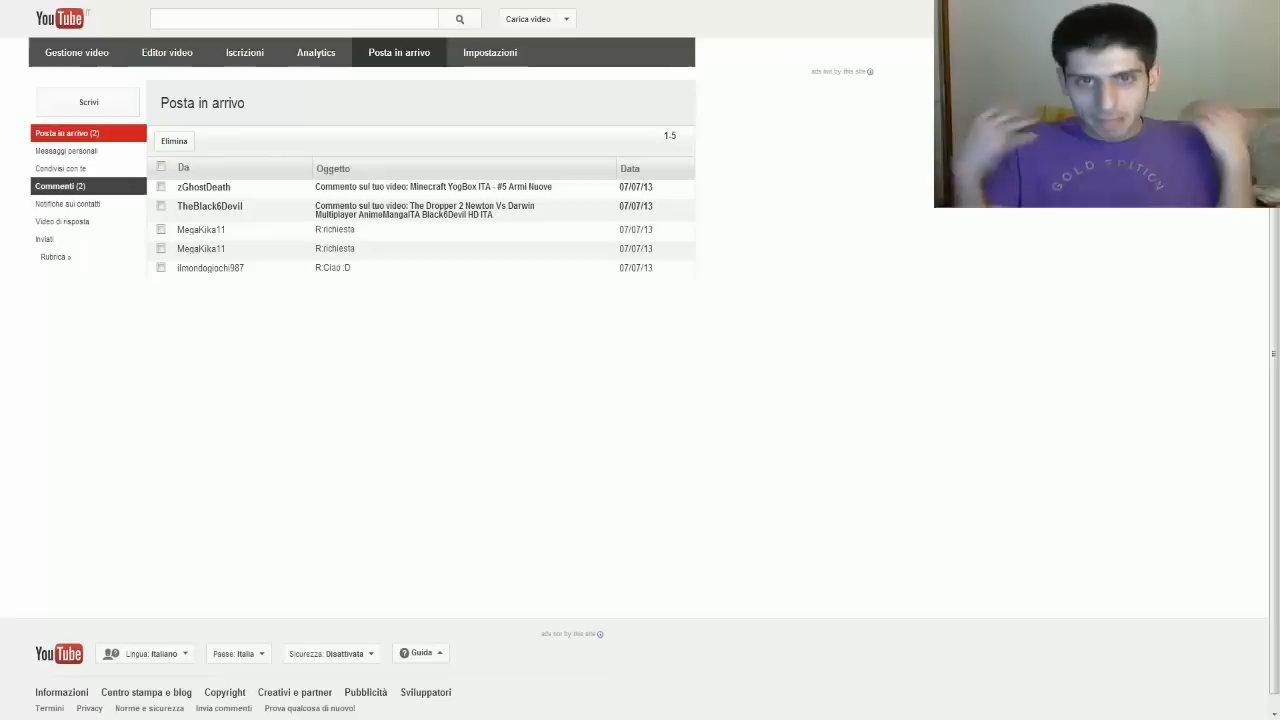 YouTube IT
Carica video
Gestione video Editor video Iscrizioni Analytics Posta in arrivo Impostazioni
ads not by this site
Scrivi
Posta in arrivo (2)
Messaggi personali
Condivisi con te
Commenti (2)
Notifiche sui contatti
Video di risposta
Inviati
Rubrica »
Posta in arrivo
Elimina
1-5
Da Oggetto Data
zGhostDeath Commento sul tuo video: Minecraft YogBox ITA - #5 Armi Nuove 07/07/13
TheBlack6Devil Commento sul tuo video: The Dropper 2 Newton Vs Darwin 07/07/13
Multiplayer AnimeMangaITA Black6Devil HD ITA
MegaKika11 R:richiesta 07/07/13
MegaKika11 R:richiesta 07/07/13
ilmondogiochi987 R:Ciao :D 07/07/13
GOLD EDITION
ads not by this site
YouTube Lingua: Italiano Paese: Italia Sicurezza: Disattivata Guida
Informazioni Centro stampa e blog Copyright Creativi e partner Pubblicità Sviluppatori
Termini Privacy Norme e sicurezza Invia commenti Prova qualcosa di nuovo!